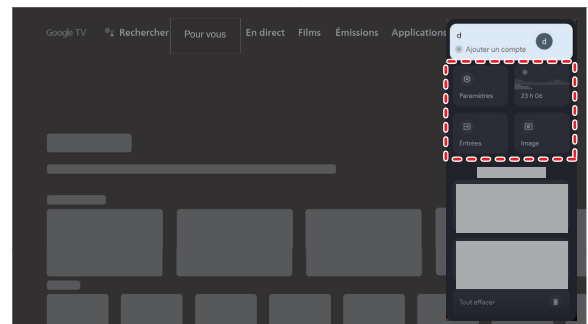 Google TV Rechercher Pour vous En direct Films Émissions Applications
d
Ajouter un compte
d
Paramètres
23 h 06
Entrées
Image
Tout effacer